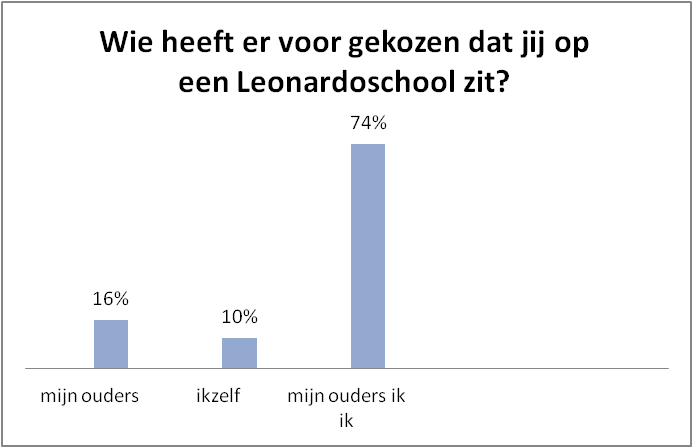 Wie heeft er voor gekozen dat jij op
een Leonardoschool zit?
74%
16%
10%
mijn ouders
ikzelf
mijn ouders ik
ik